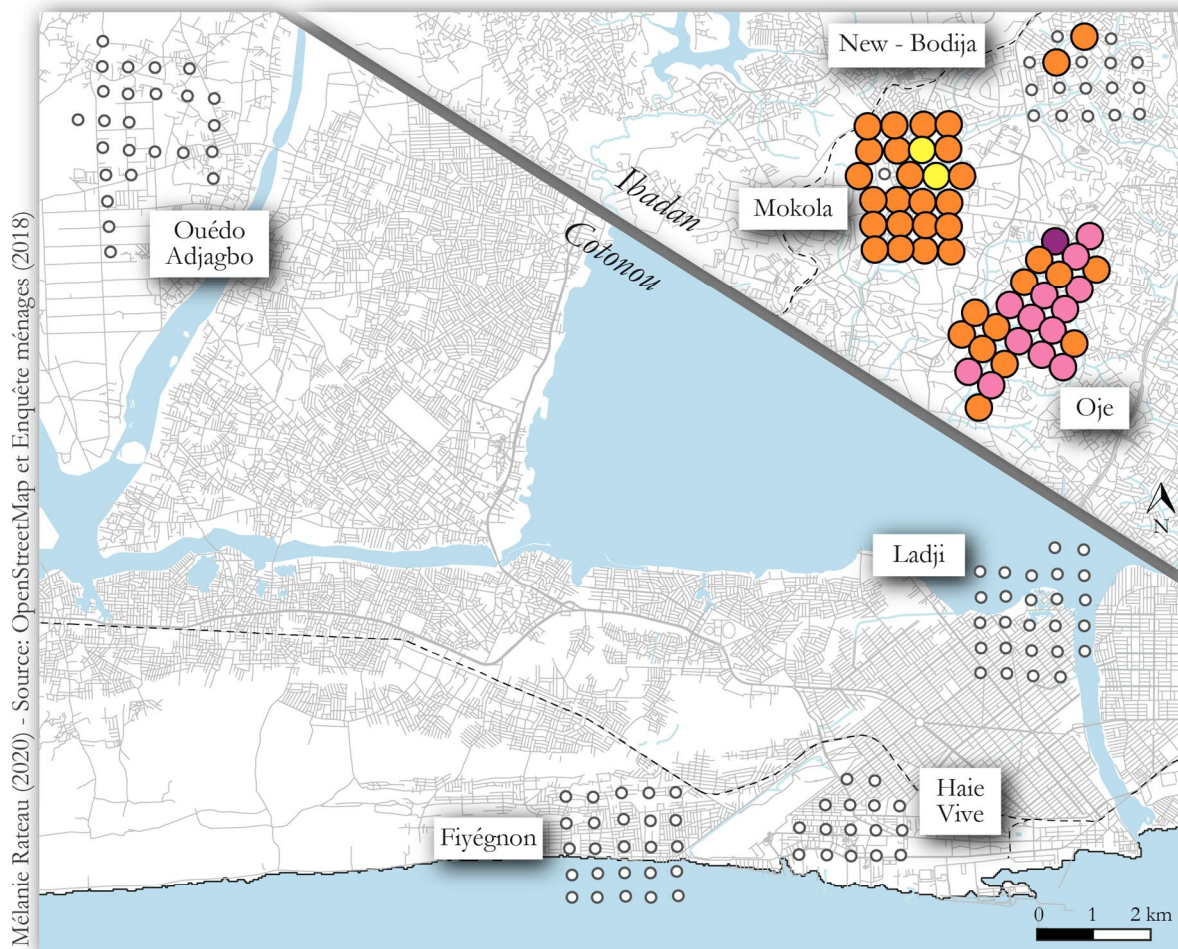 New - Bodija
Mokola
Ibadan
Cotonou
Ouédo
Adjagbo
Oje
N
Ladji
Haie
Vive
Fiyégnon
0 1 2 km
Mélanie Rateau (2020) - Source: OpenStreetMap et Enquête ménages (2018)